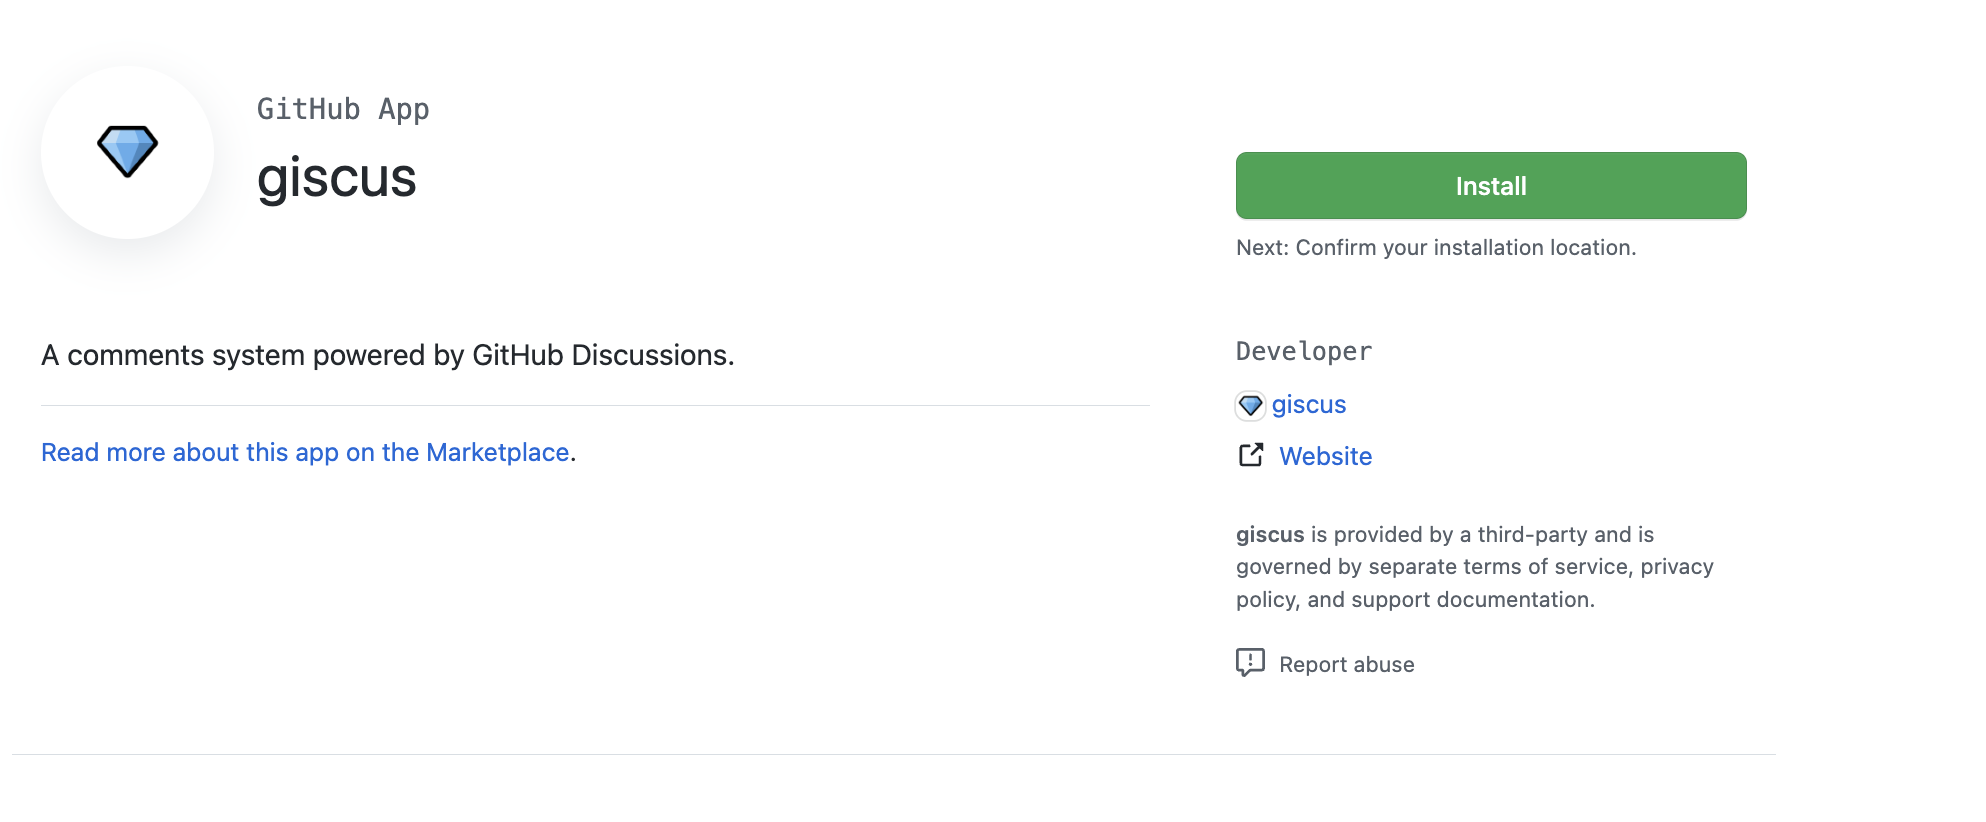 GitHub App
giscus
A comments system powered by GitHub Discussions.
Read more about this app on the Marketplace.
Install
Next: Confirm your installation location.
Developer
giscus
Website
giscus is provided by a third-party and is
governed by separate terms of service, privacy
policy, and support documentation.
Report abuse